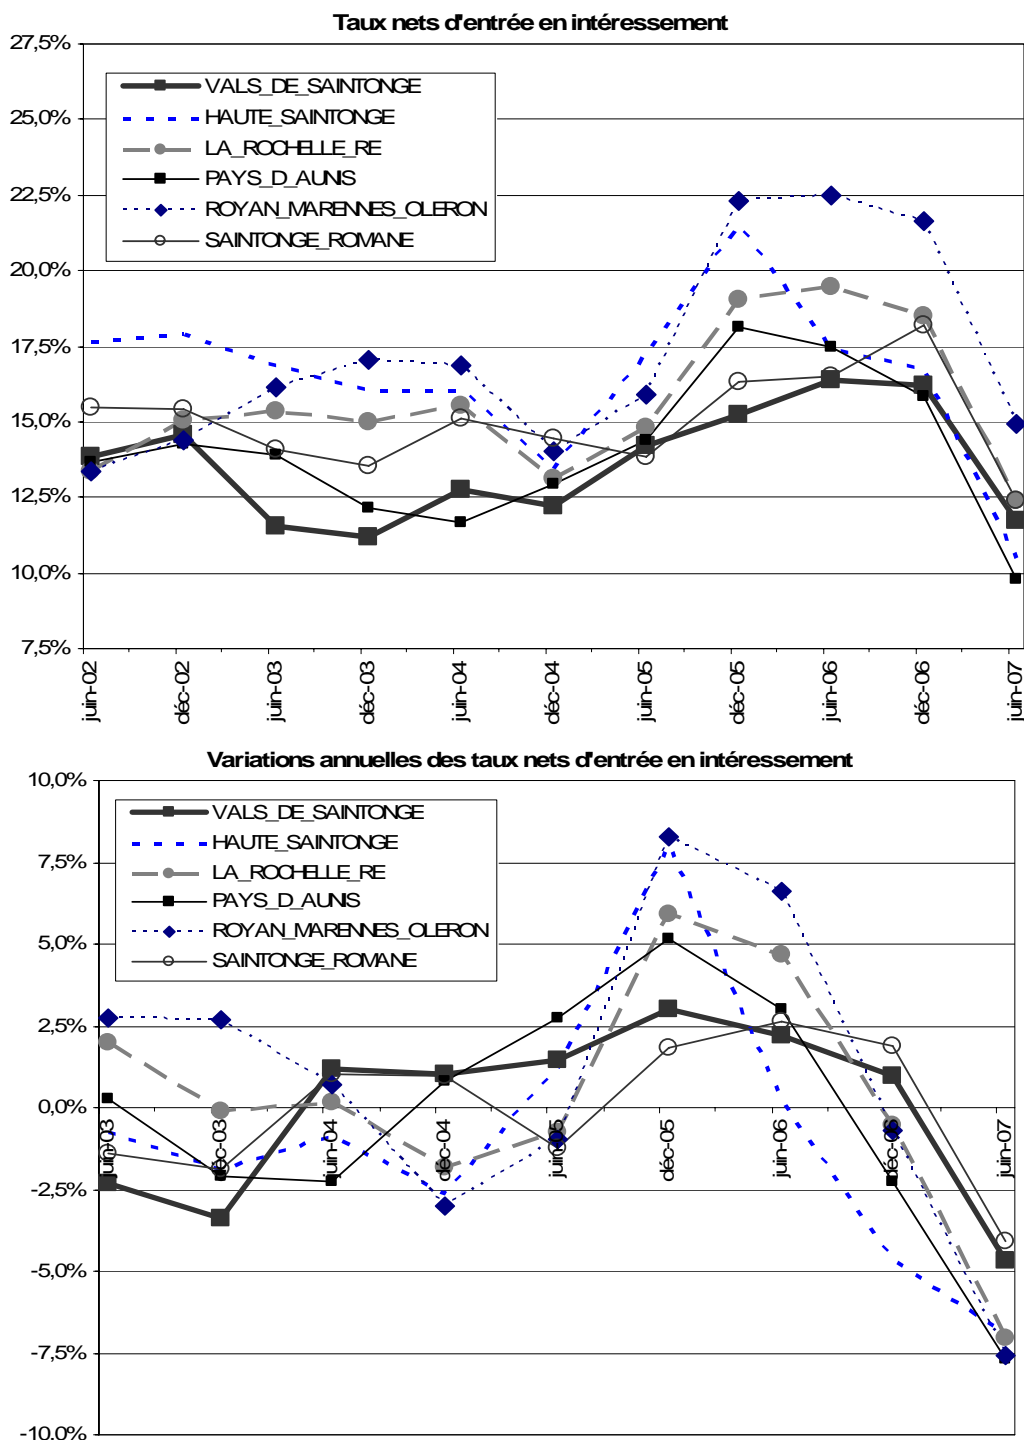 Taux nets d'entrée en intéressement
27,5%
25,0%
22,5%
20,0%
17,5%
15,0%
12,5%
10,0%
7,5%
VALS_DE_SAINTONGE
HAUTE_SAINTONGE
LA_ROCHELLE_RE
PAYS_D_AUNIS
ROYAN_MARENNES_OLERON
SAINTONGE_ROMANE
juin-02
déc-02
juin-03
déc-03
juin-04
déc-04
juin-05
déc-05
juin-06
déc-06
juin-07
Variations annuelles des taux nets d'entrée en intéressement
10,0%
7,5%
5,0%
2,5%
0,0%
-2,5%
-5,0%
-7,5%
-10,0%
VALS_DE_SAINTONGE
HAUTE_SAINTONGE
LA_ROCHELLE_RE
PAYS_D_AUNIS
ROYAN_MARENNES_OLERON
SAINTONGE_ROMANE
juin-03
déc-03
juin-04
déc-04
juin-05
déc-05
juin-06
déc-06
juin-07